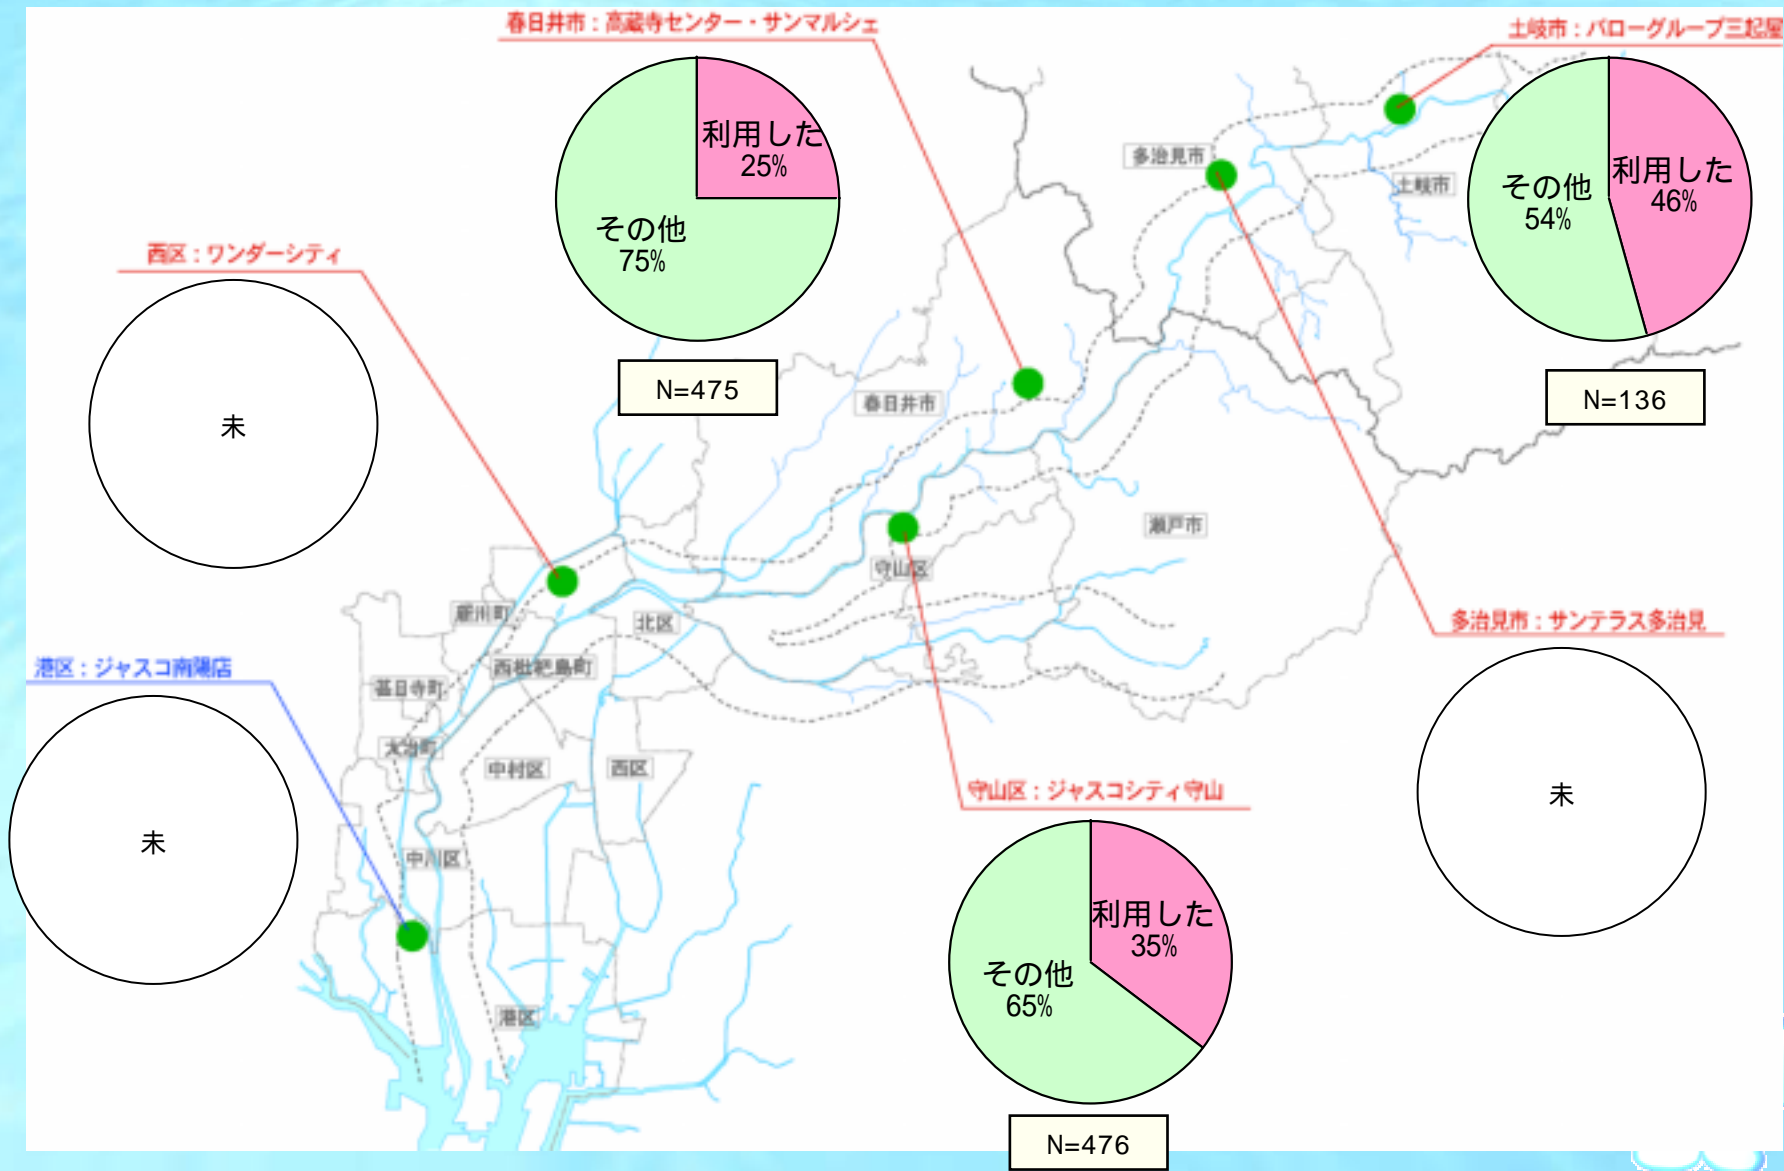 春日井市：高蔵寺センター・サンマルシェ
土岐市：バローグループ三起屋
利用した
25%
その他
75%
N=475
多治見市
土岐市
利用した
46%
その他
54%
N=136
西区：ワンダーシティ
未
春日井市
瀬戸市
守山区
新川町
北区
西枇杷島町
甚目寺町
大治町
中村区
西区
中川区
港区
港区：ジャスコ南陽店
未
多治見市：サンテラス多治見
未
守山区：ジャスコシティ守山
利用した
35%
その他
65%
N=476